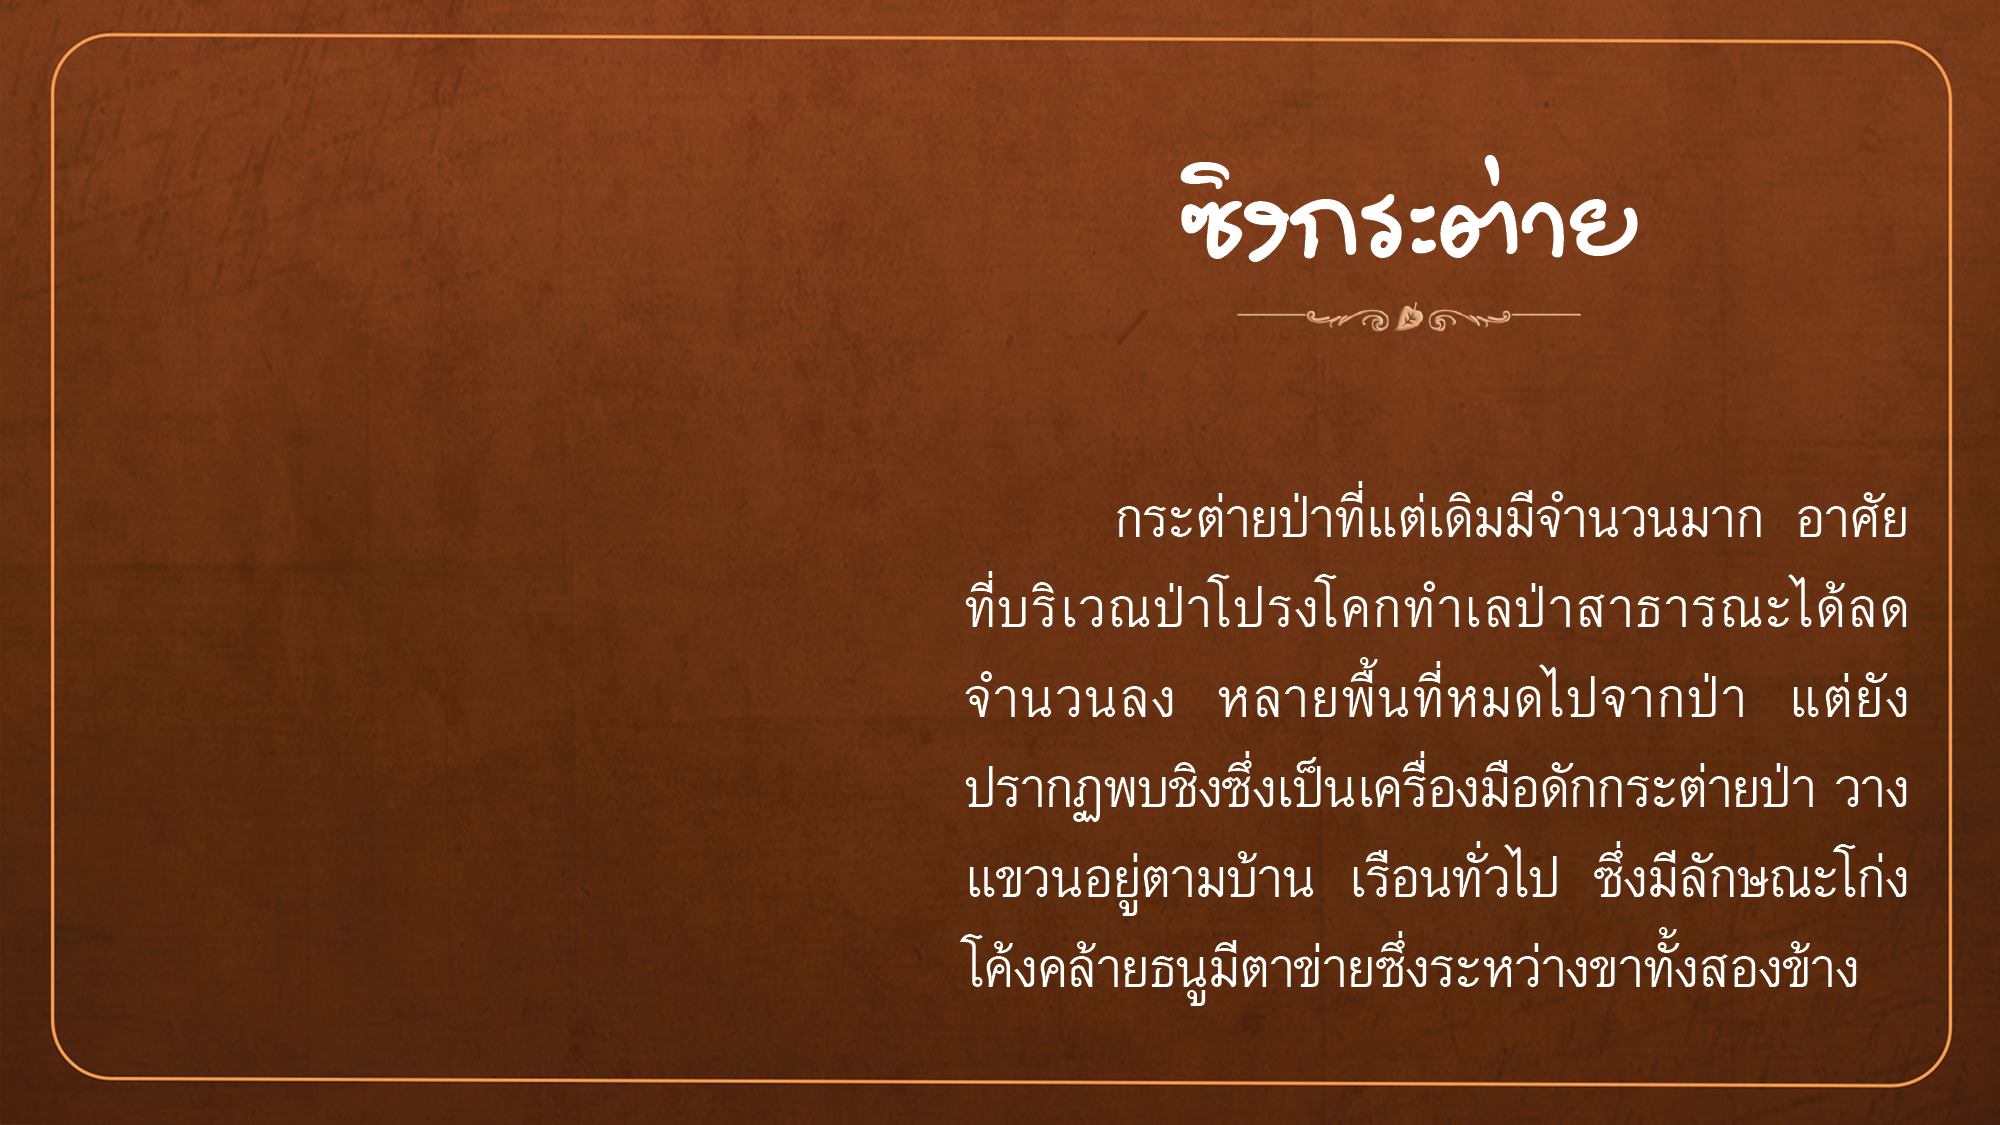 ซิงกระต่าย
กระต่ายป่าที่แต่เดิมมีจำนวนมาก อาศัย
ที่บริเวณป่าโปรงโคกทำเลป่าสาธารณะได้ลด
จำนวนลง หลายพื้นที่หมดไปจากป่า แต่ยัง
ปรากฏพบชิงซึ่งเป็นเครื่องมือดักกระต่ายป่า วาง
แขวนอยู่ตามบ้าน เรือนทั่วไป ซึ่งมีลักษณะโก่ง
โค้งคล้ายธนูมีตาข่ายซึ่งระหว่างขาทั้งสองข้าง